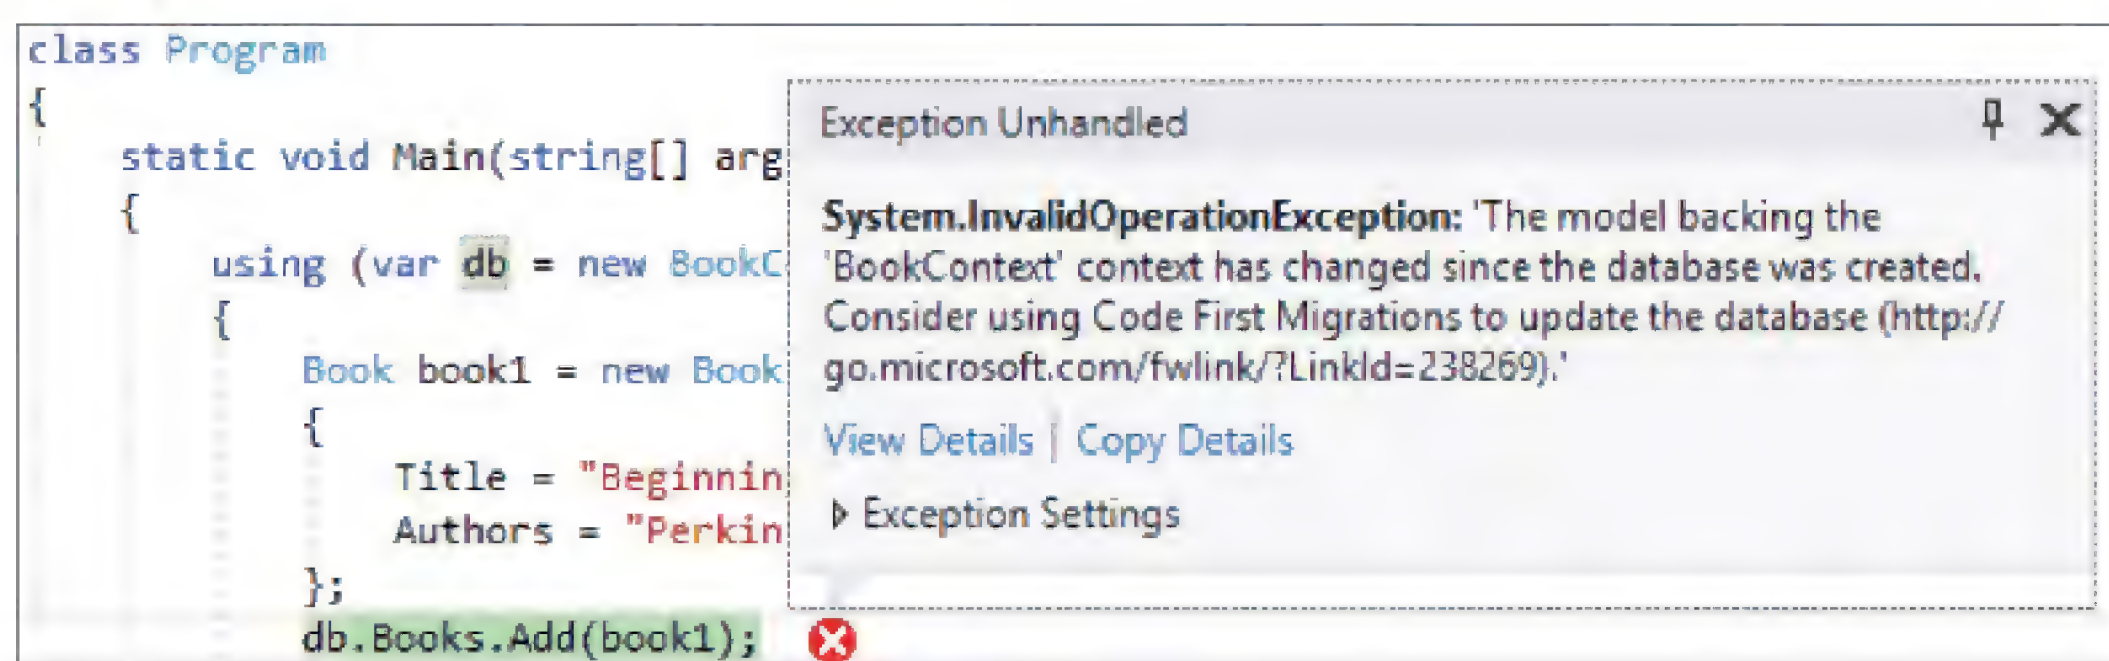 class Program
{
static void Main(string[] arg
{
using (var db = new BookC
{
Book book1 = new Book
{
Title = "Beginnin
Authors = "Perkin
};
db.Books.Add(book1);
Exception Unhandled
System.InvalidOperationException: 'The model backing the
'BookContext' context has changed since the database was created.
Consider using Code First Migrations to update the database (http://
go.microsoft.com/fwlink/?LinkId=238269).'
View Details | Copy Details
Exception Settings